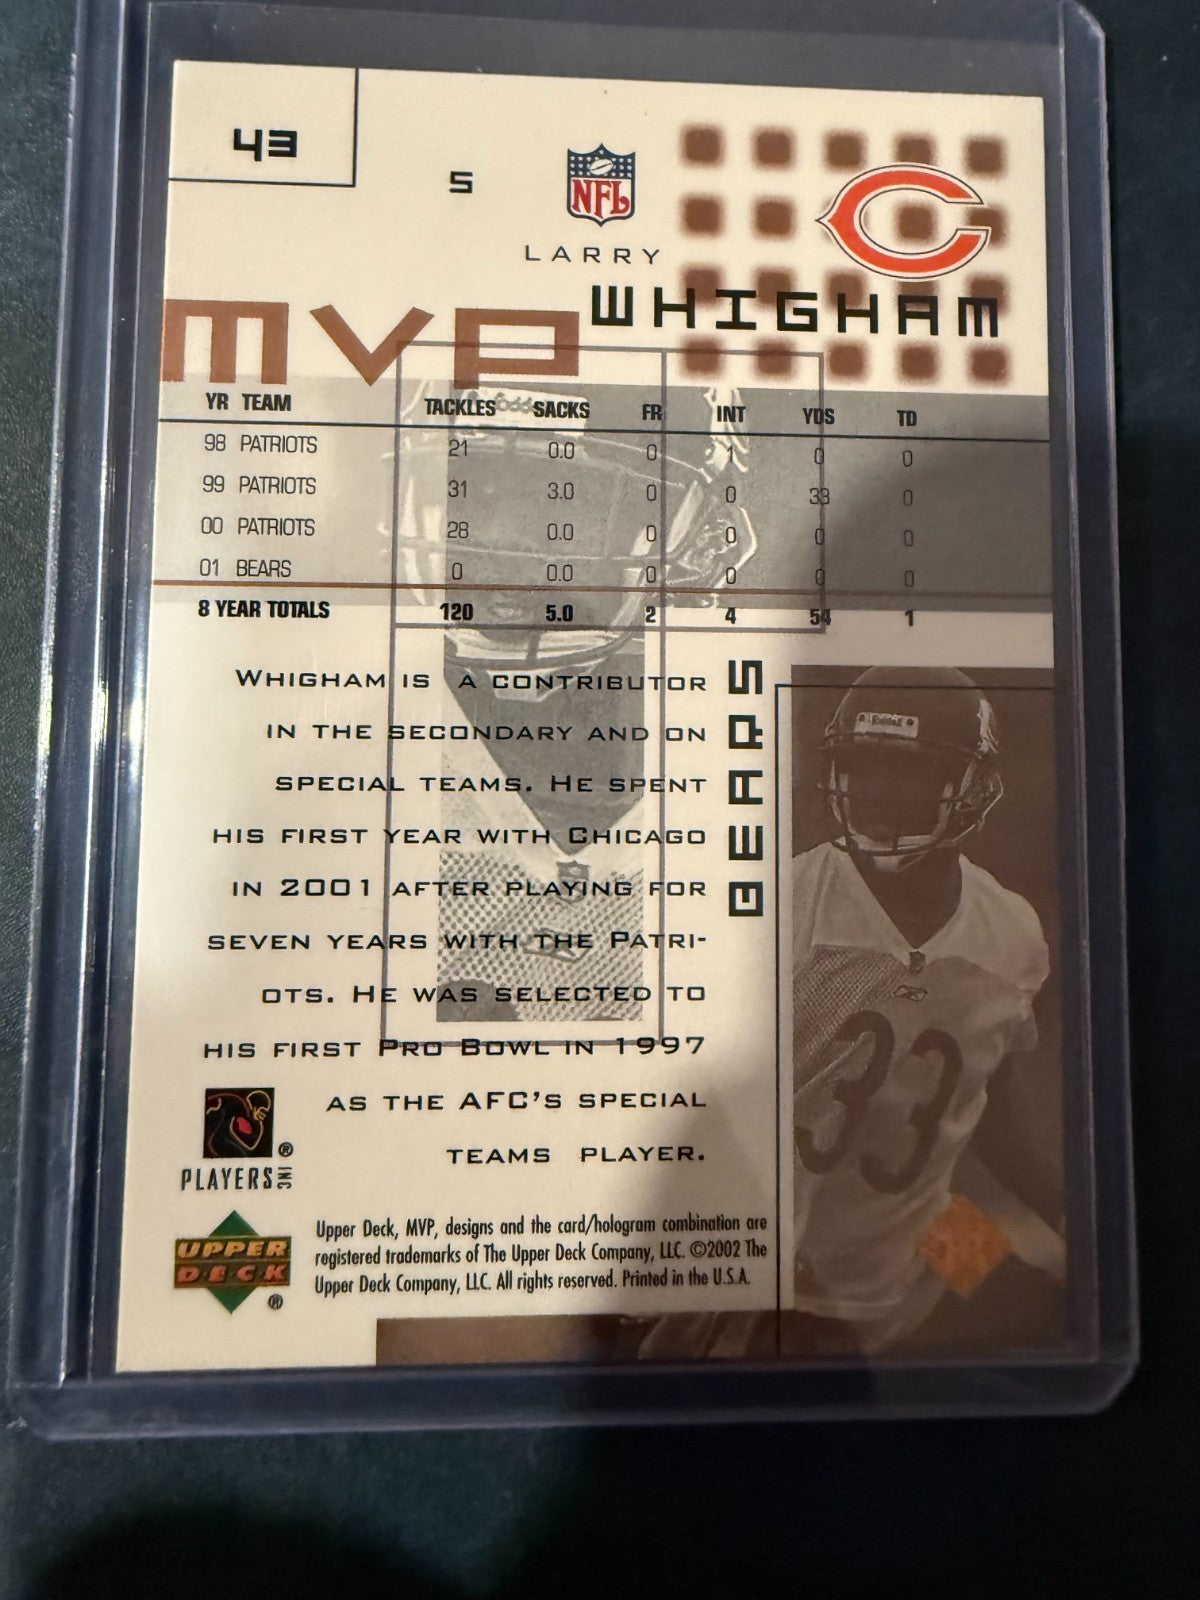 43
S
NFL
LARRY
WHIGHAM
MVP
YR TEAM TACKLES SACKS FR INT YDS TD
98 PATRIOTS 21 0.0 0 1 0 0
99 PATRIOTS 31 3.0 0 0 33 0
00 PATRIOTS 28 0.0 0 0 0 0
01 BEARS 0 0.0 0 0 0 0
8 YEAR TOTALS 120 5.0 2 4 54 1
BEARS
WHIGHAM IS A CONTRIBUTOR
IN THE SECONDARY AND ON
SPECIAL TEAMS. HE SPENT
HIS FIRST YEAR WITH CHICAGO
IN 2001 AFTER PLAYING FOR
SEVEN YEARS WITH THE PATRI-
OTS. HE WAS SELECTED TO
HIS FIRST PRO BOWL IN 1997
AS THE AFC'S SPECIAL
TEAMS PLAYER.
33
®
PLAYERS INC
UPPER
DECK
®
Upper Deck, MVP, designs and the card/hologram combination are
registered trademarks of The Upper Deck Company, LLC. ©2002 The
Upper Deck Company, LLC. All rights reserved. Printed in the U.S.A.